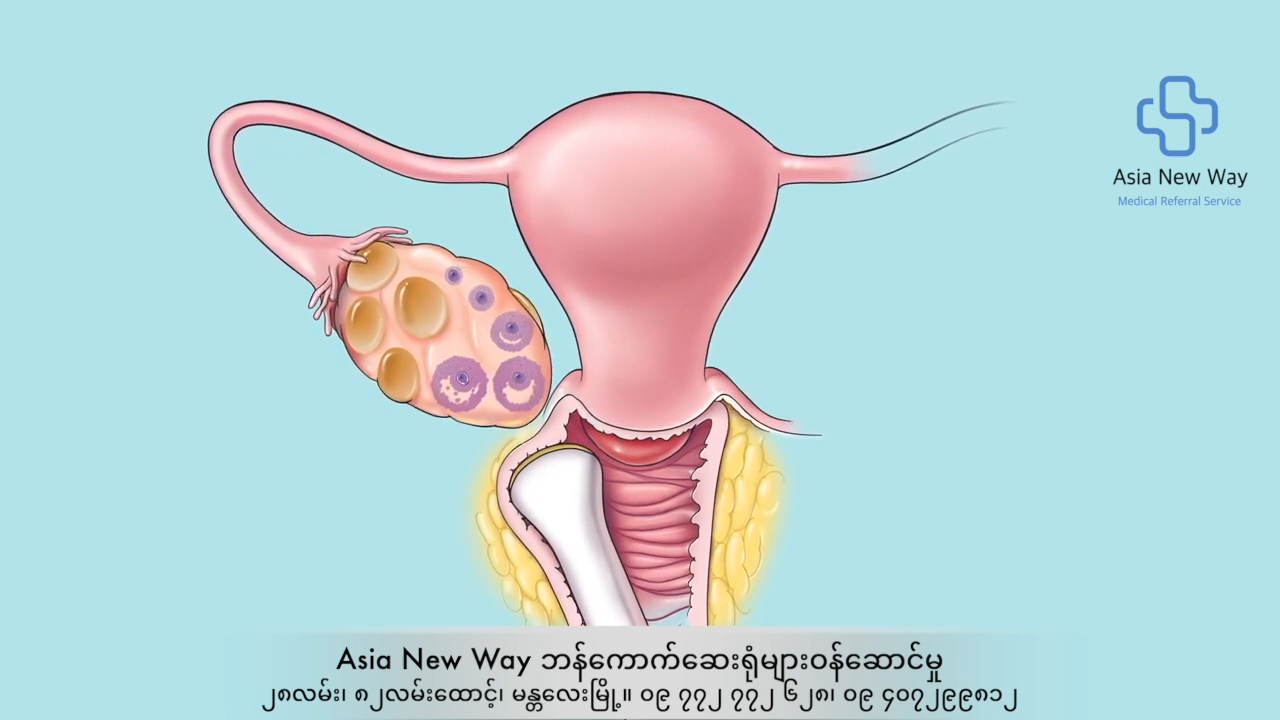 Asia New Way
Medical Referral Service
Asia New Way ဘန်ကောက်ဆေးရုံများဝန်ဆောင်မှု
၂၈လမ်း၊ ၈၂လမ်းထောင့်၊ မန္တလေးမြို့။ ၀၉ ၇၇၂ ၇၇၂ ၆၂၈၊ ၀၉ ၄၀၇၂၉၉၈၁၂